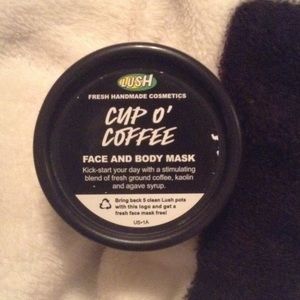 LUSH
FRESH HANDMADE COSMETICS
CUP O'
COFFEE
FACE AND BODY MASK
Kick-start your day with a stimulating
blend of fresh ground coffee, kaolin
and agave syrup.
Bring back 5 clean Lush pots
with this logo and get a
fresh face mask free!
US-1A